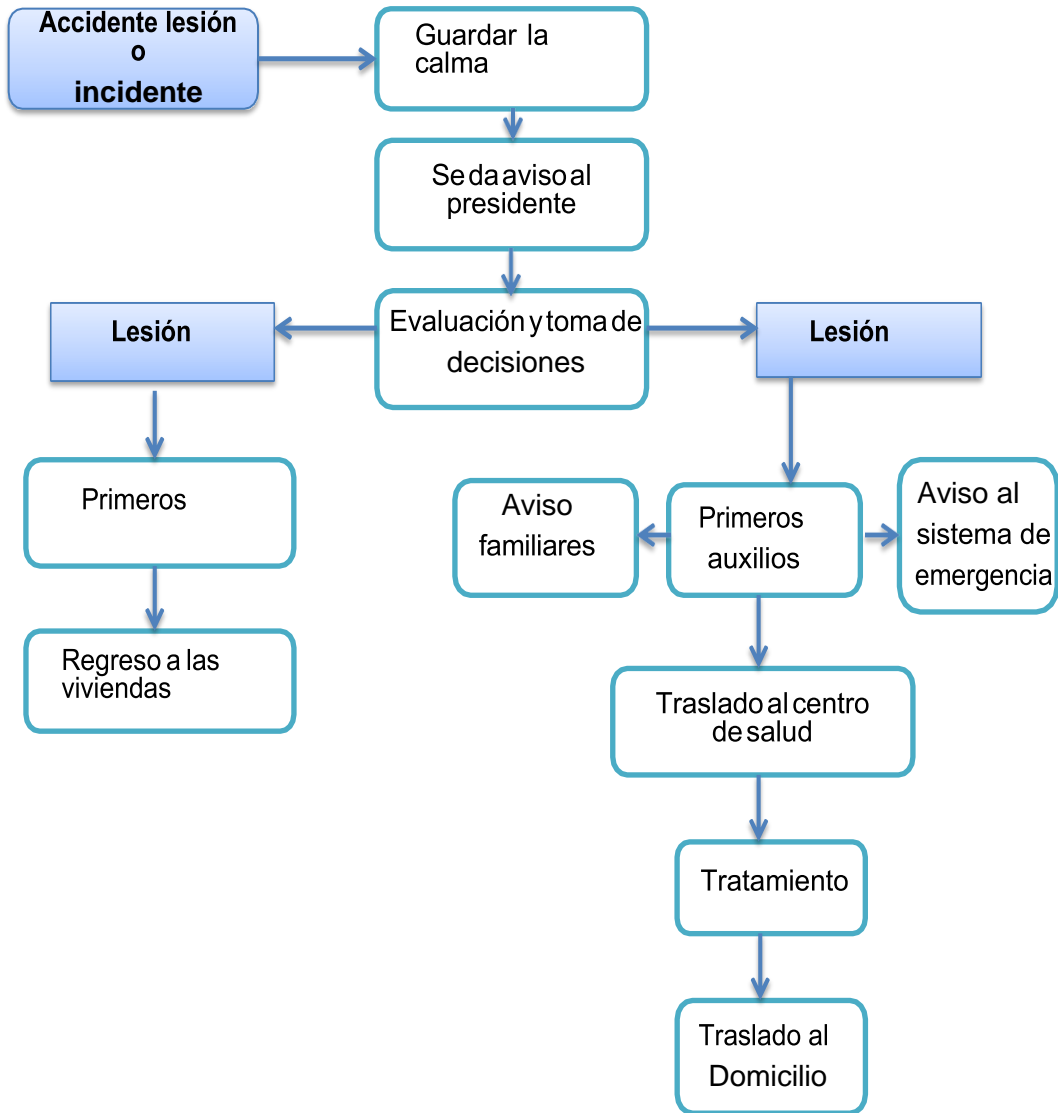 Accidente lesión
o
incidente
Guardar la
calma
Se da aviso al
presidente
Evaluación y toma de
decisiones
Lesión
Lesión
Primeros
Regreso a las
viviendas
Aviso
familiares
Primeros
auxilios
Aviso al
sistema de
emergencia
Traslado al centro
de salud
Tratamiento
Traslado al
Domicilio